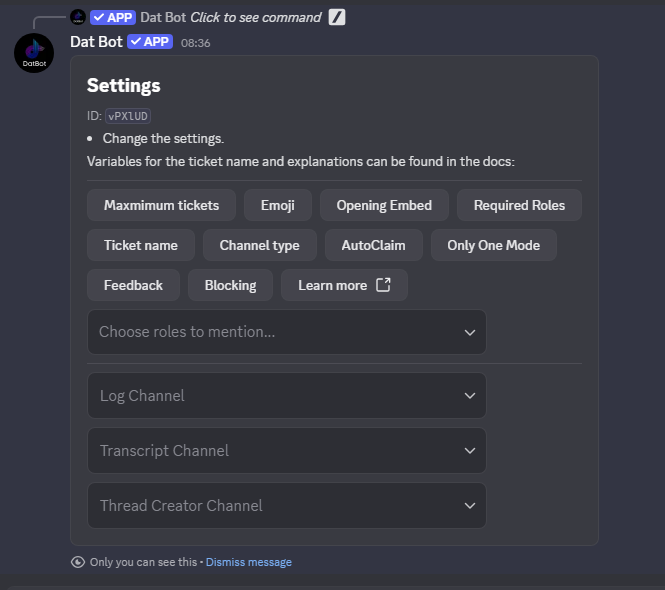 APP Dat Bot Click to see command /
DatBot
Dat Bot APP 08:36
Settings
ID: vPXlUD
• Change the settings.
Variables for the ticket name and explanations can be found in the docs:
Maxmimum tickets Emoji Opening Embed Required Roles
Ticket name Channel type AutoClaim Only One Mode
Feedback Blocking Learn more
Choose roles to mention...
Log Channel
Transcript Channel
Thread Creator Channel
Only you can see this • Dismiss message